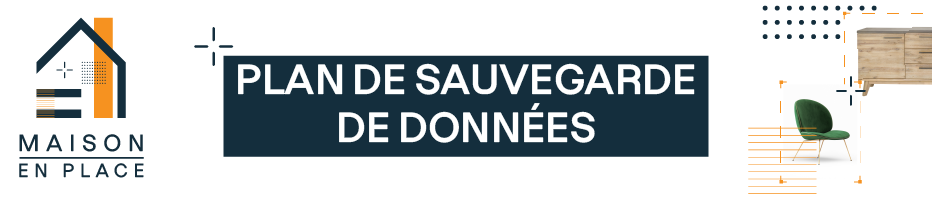 MAISON
EN PLACE
PLAN DE SAUVEGARDE
DE DONNÉES